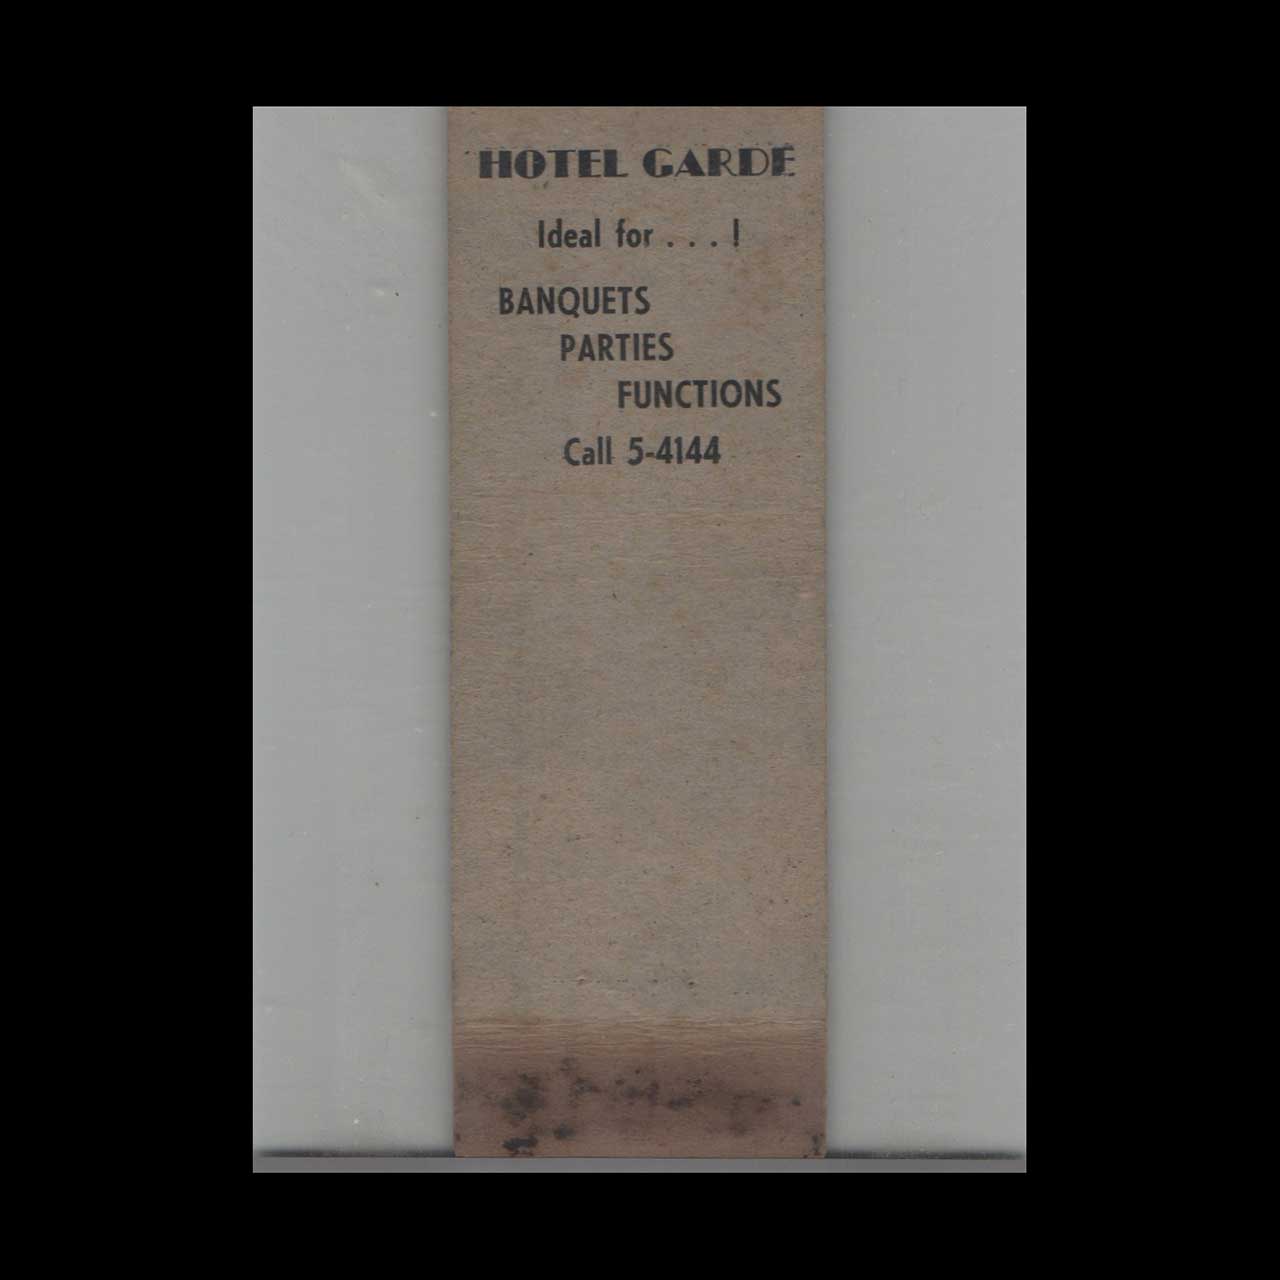 HOTEL GARDE
Ideal for . . . !
BANQUETS
PARTIES
FUNCTIONS
Call 5-4144